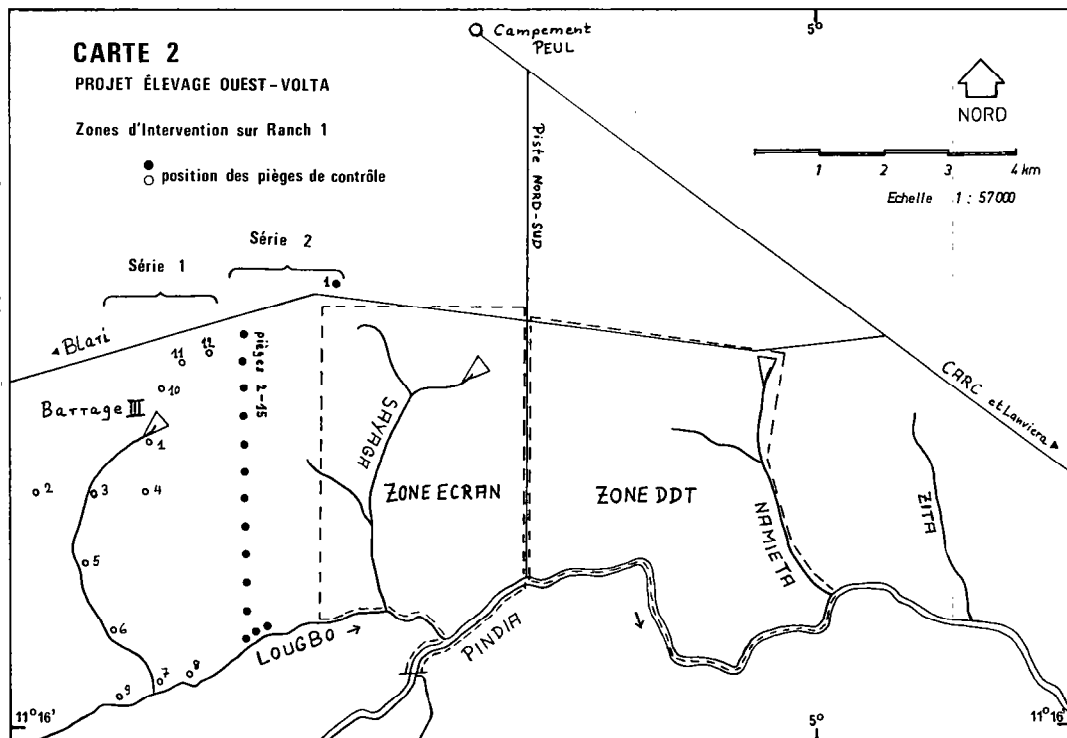 CARTE 2
PROJET ÉLEVAGE OUEST-VOLTA
Zones d'Intervention sur Ranch 1
position des pièges de contrôle
Campement
PEUL
5°
NORD
1 2 3 4 km
Echelle 1 : 57000
Piste NORD-SUD
Série 2
Série 1
1
Blari
12
11
10
pièges 2-15
Barrage III
1
2
3
4
5
6
7
8
9
SAYAGA
ZONE ECRAN
ZONE DDT
NAMIETA
ZITA
CARC et Lanviera
LOUGBO
PINDIA
11°16'
5°
11°16'